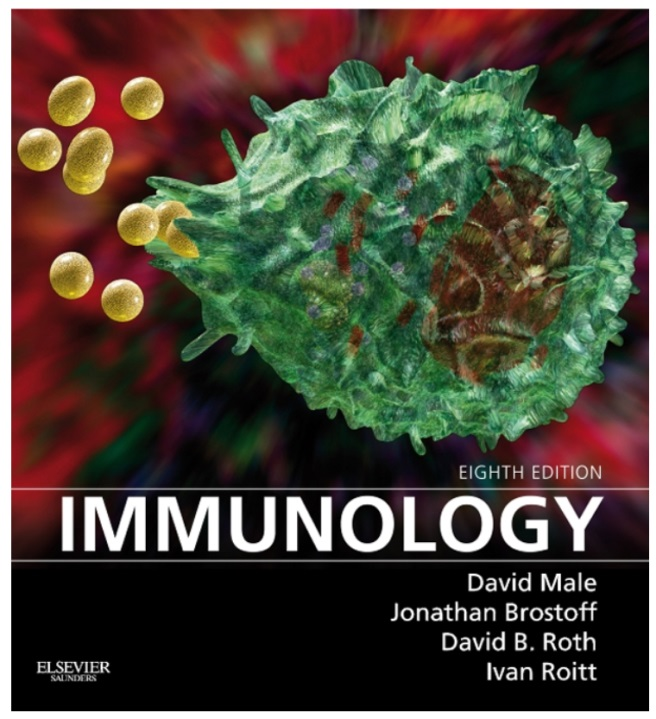 EIGHTH EDITION
IMMUNOLOGY
David Male
Jonathan Brostoff
David B. Roth
Ivan Roitt
ELSEVIER
SAUNDERS